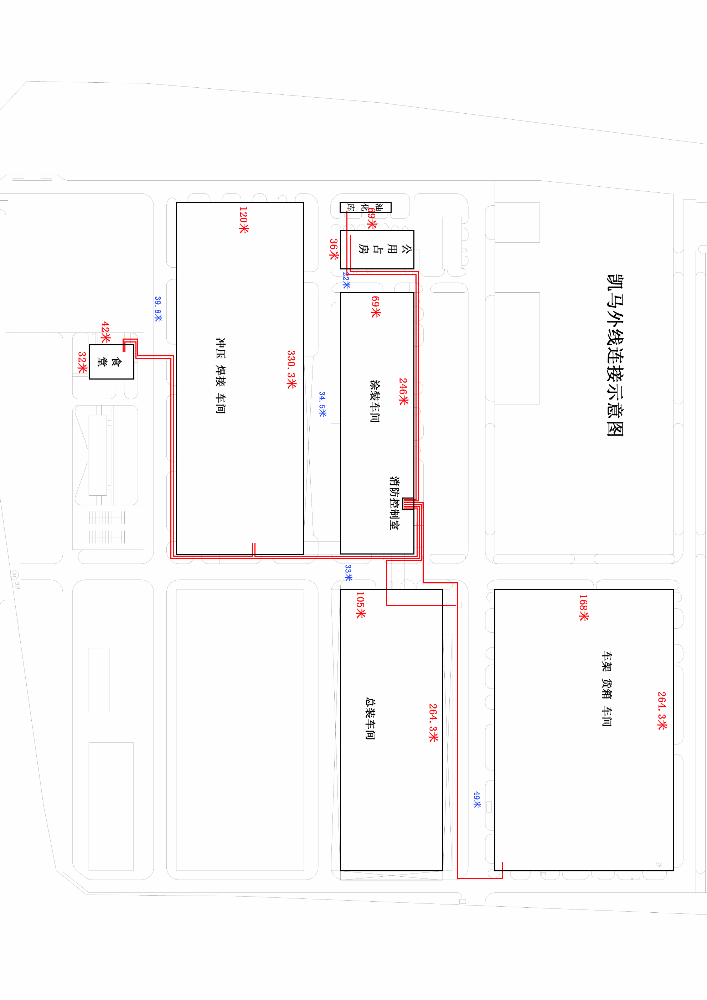 凯马外线连接示意图
油化库
69米
公用占房
36米
22米
69米
246米
涂装车间
消防控制室
120米
330.3米
冲压 焊接 车间
34.5米
39.8米
42米
32米
食堂
33米
105米
264.3米
总装车间
49米
168米
264.3米
车架 货箱 车间
2F